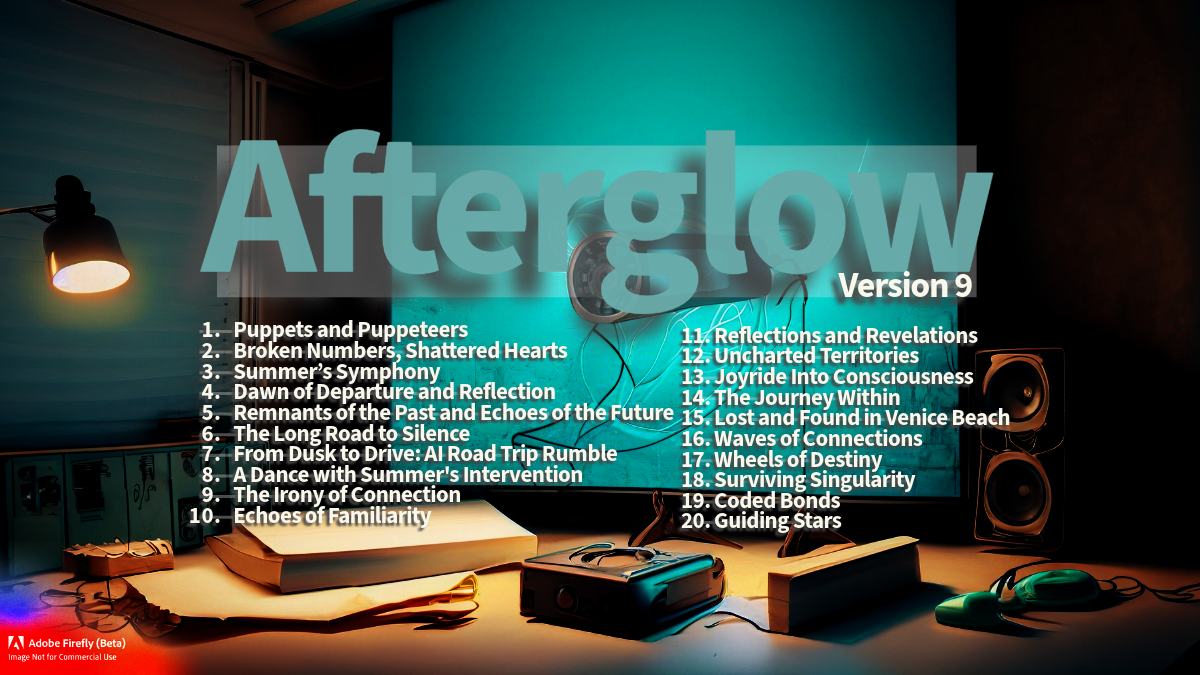 Afterglow
Version 9
1. Puppets and Puppeteers
2. Broken Numbers, Shattered Hearts
3. Summer’s Symphony
4. Dawn of Departure and Reflection
5. Remnants of the Past and Echoes of the Future
6. The Long Road to Silence
7. From Dusk to Drive: AI Road Trip Rumble
8. A Dance with Summer's Intervention
9. The Irony of Connection
10. Echoes of Familiarity
11. Reflections and Revelations
12. Uncharted Territories
13. Joyride Into Consciousness
14. The Journey Within
15. Lost and Found in Venice Beach
16. Waves of Connections
17. Wheels of Destiny
18. Surviving Singularity
19. Coded Bonds
20. Guiding Stars
Adobe Firefly (Beta)
Image Not for Commercial Use